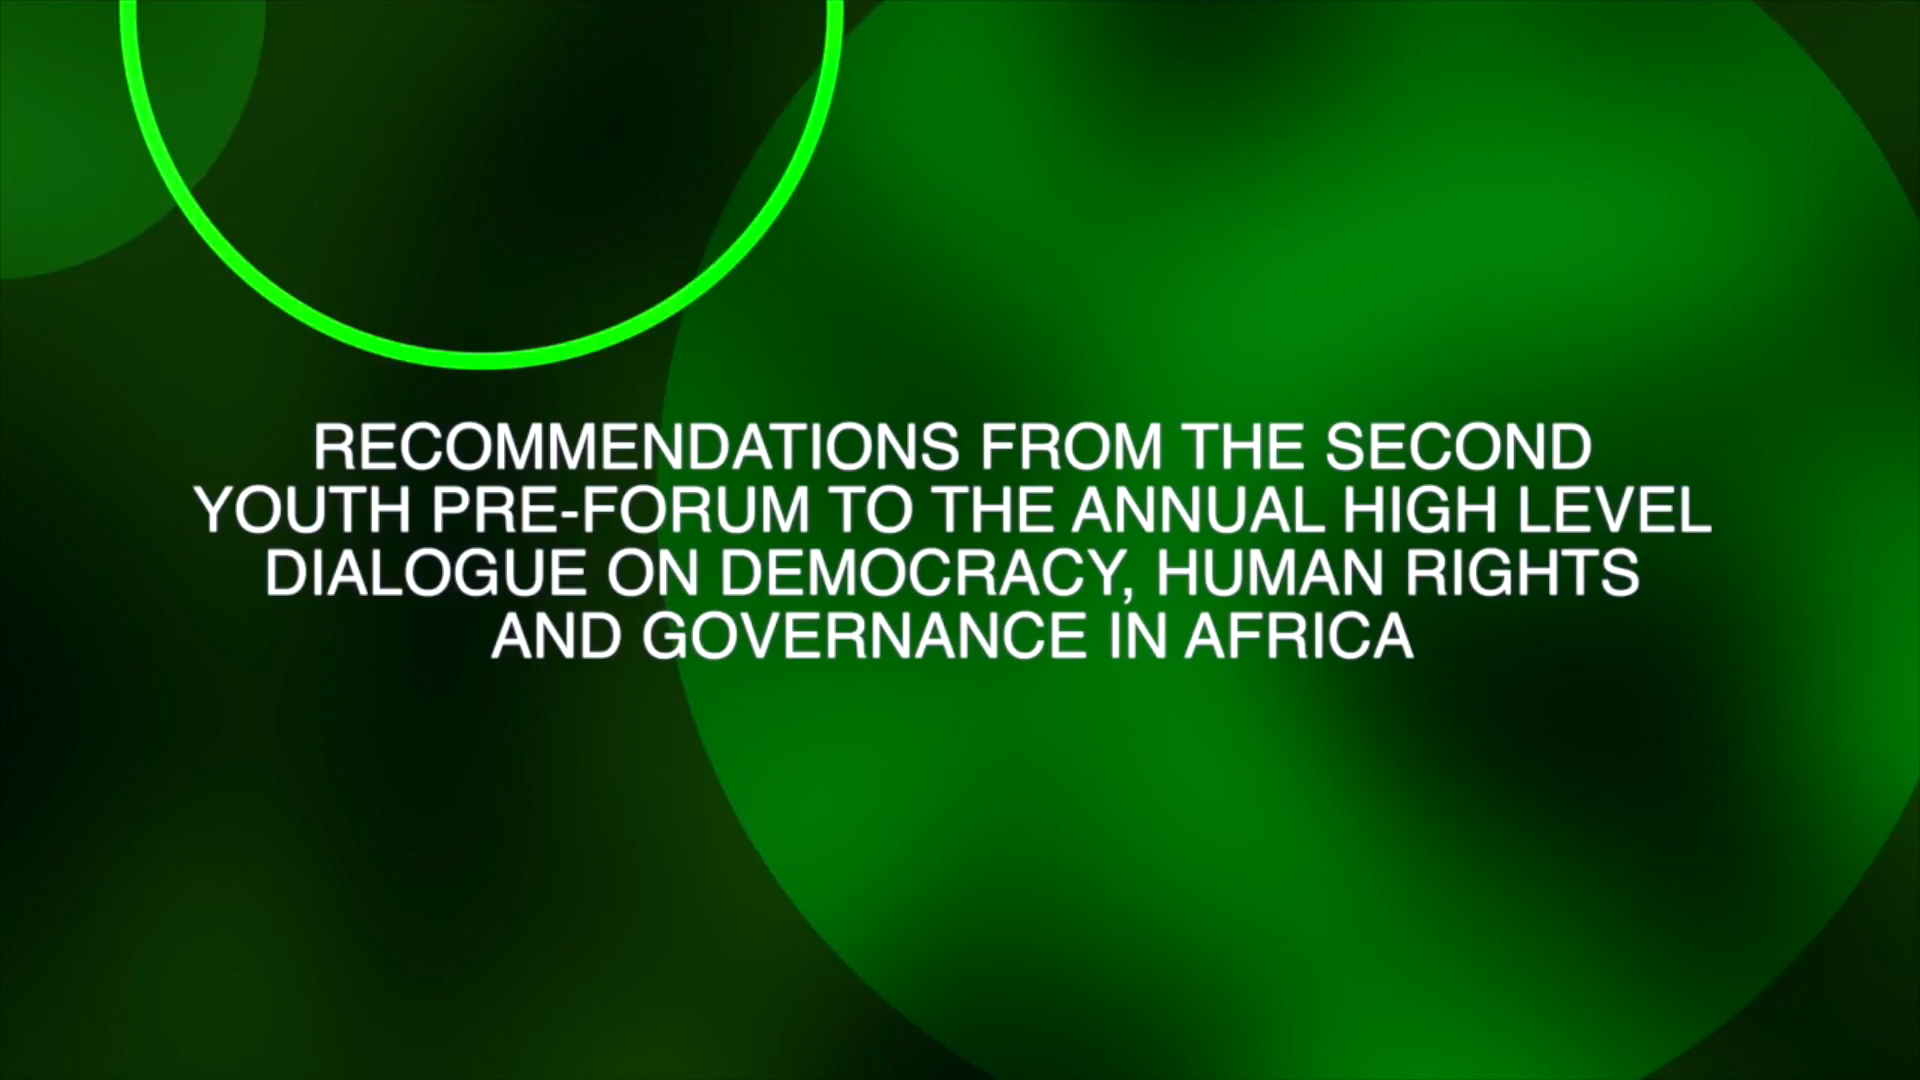 RECOMMENDATIONS FROM THE SECOND
YOUTH PRE-FORUM TO THE ANNUAL HIGH LEVEL
DIALOGUE ON DEMOCRACY, HUMAN RIGHTS
AND GOVERNANCE IN AFRICA